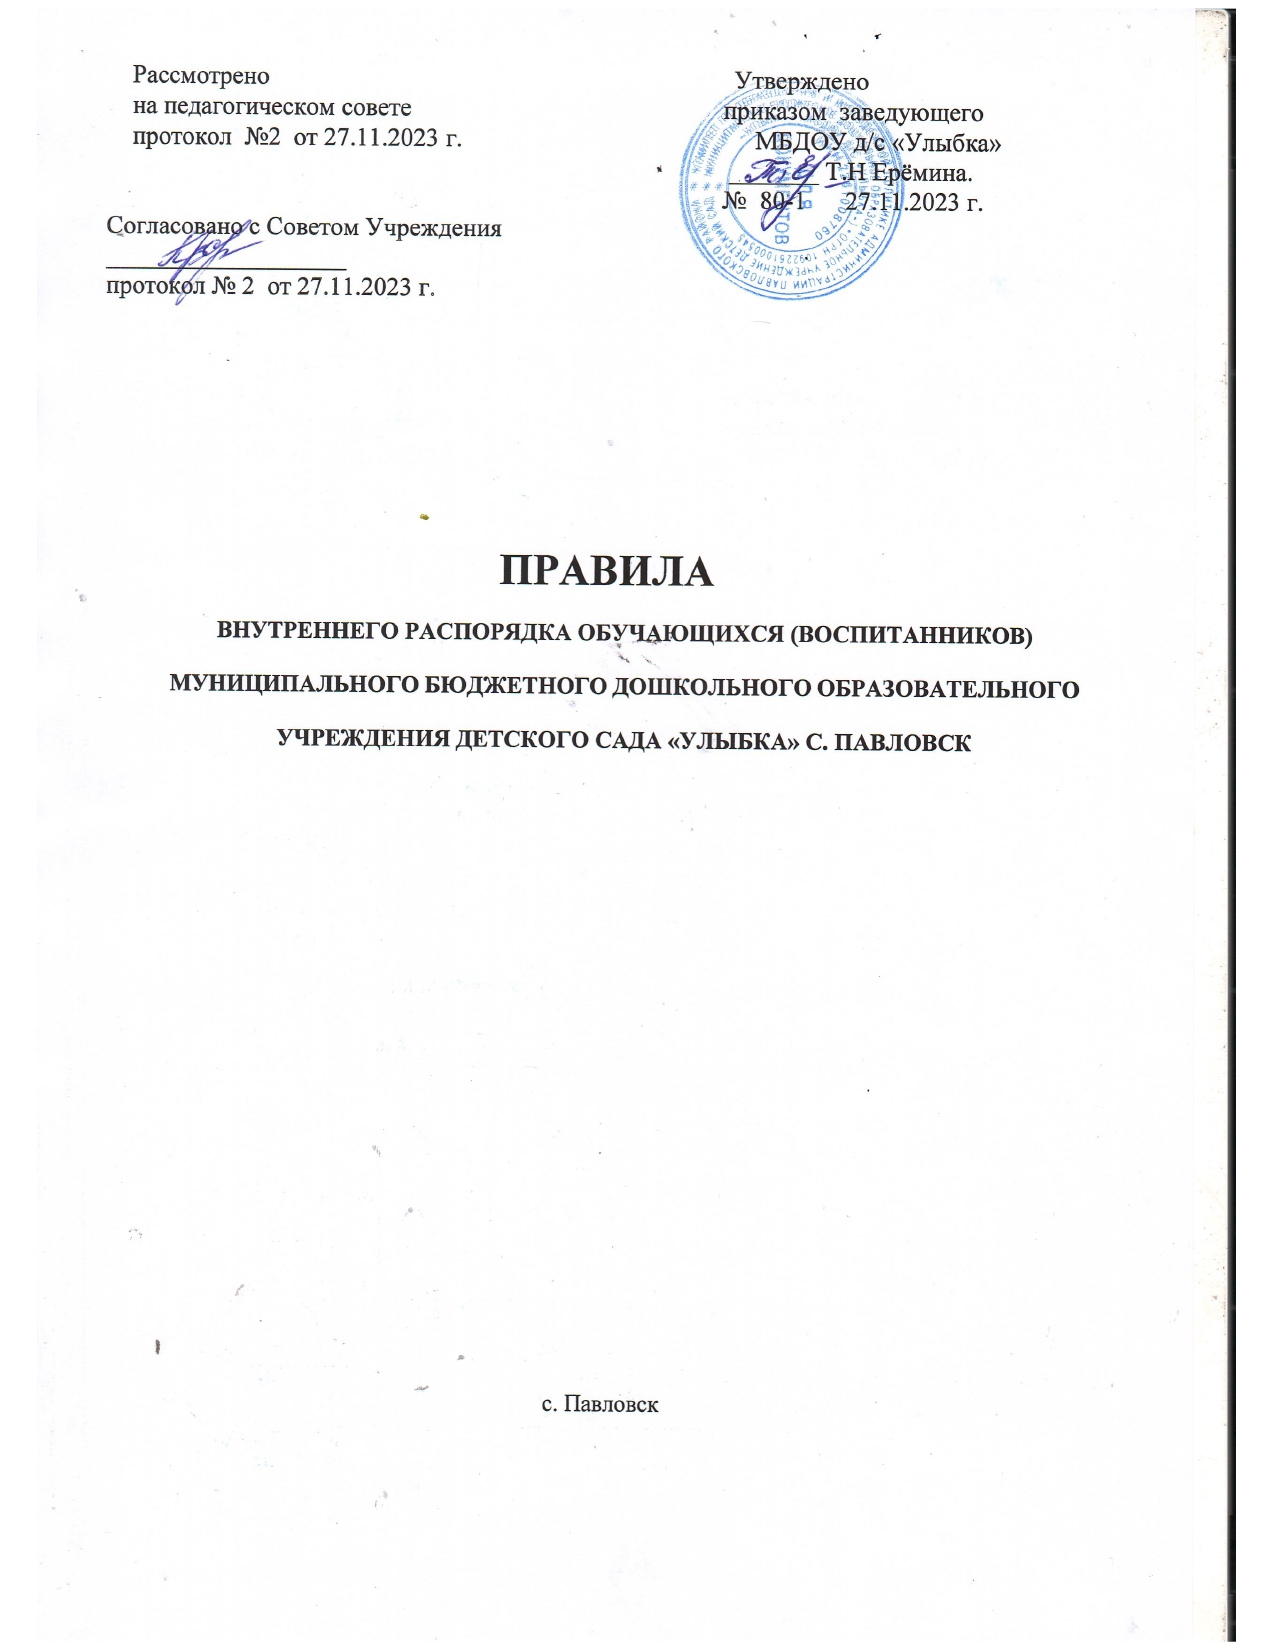 Рассмотрено
на педагогическом совете
протокол №2 от 27.11.2023 г.
Согласовано с Советом Учреждения
протокол № 2 от 27.11.2023 г.
Утверждено
приказом заведующего
МБДОУ д/с «Улыбка»
Т.Н Ерёмина.
№ 80-1 27.11.2023 г.
ПРАВИЛА
ВНУТРЕННЕГО РАСПОРЯДКА ОБУЧАЮЩИХСЯ (ВОСПИТАННИКОВ)
МУНИЦИПАЛЬНОГО БЮДЖЕТНОГО ДОШКОЛЬНОГО ОБРАЗОВАТЕЛЬНОГО
УЧРЕЖДЕНИЯ ДЕТСКОГО САДА «УЛЫБКА» С. ПАВЛОВСК
с. Павловск